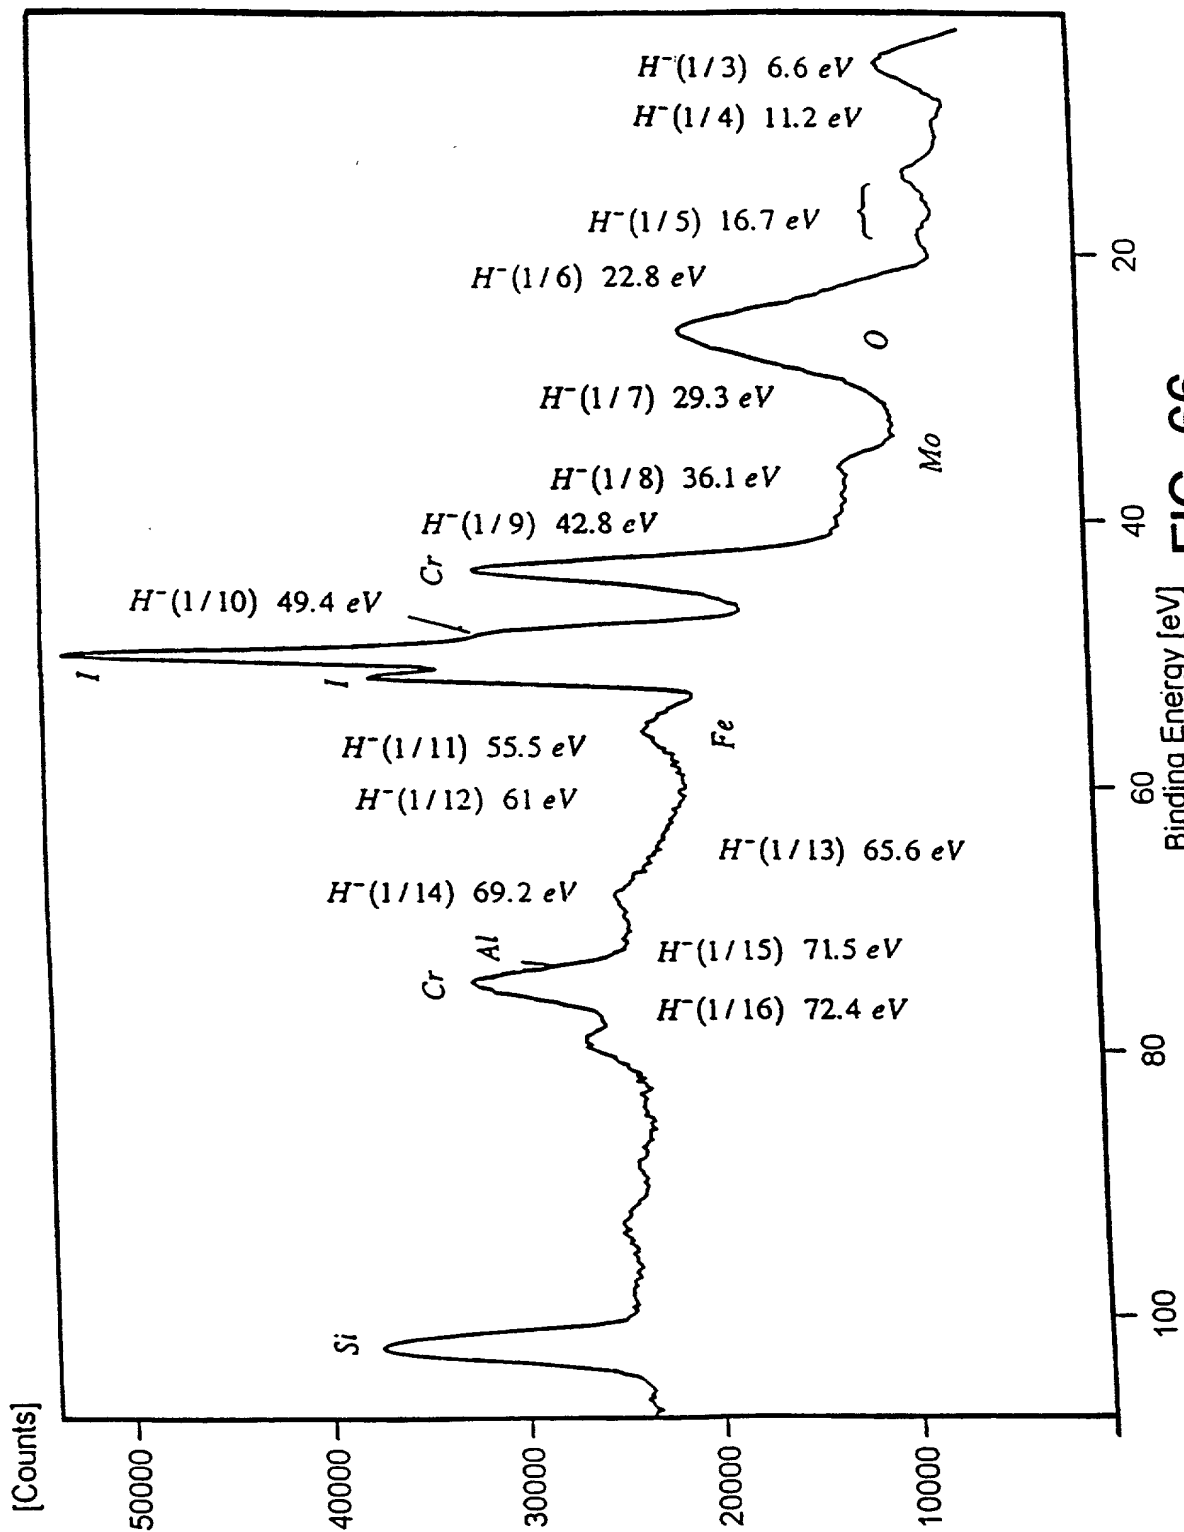 [Counts]
50000
40000
30000
20000
10000
H⁻(1/3) 6.6 eV
H⁻(1/4) 11.2 eV
H⁻(1/5) 16.7 eV
H⁻(1/6) 22.8 eV
O
H⁻(1/7) 29.3 eV
Mo
H⁻(1/8) 36.1 eV
H⁻(1/9) 42.8 eV
Cr
H⁻(1/10) 49.4 eV
I
I
Fe
H⁻(1/11) 55.5 eV
H⁻(1/12) 61 eV
H⁻(1/13) 65.6 eV
H⁻(1/14) 69.2 eV
Al
Cr
H⁻(1/15) 71.5 eV
H⁻(1/16) 72.4 eV
Si
100
80
60
40
20
Binding Energy [eV]
FIG. 66